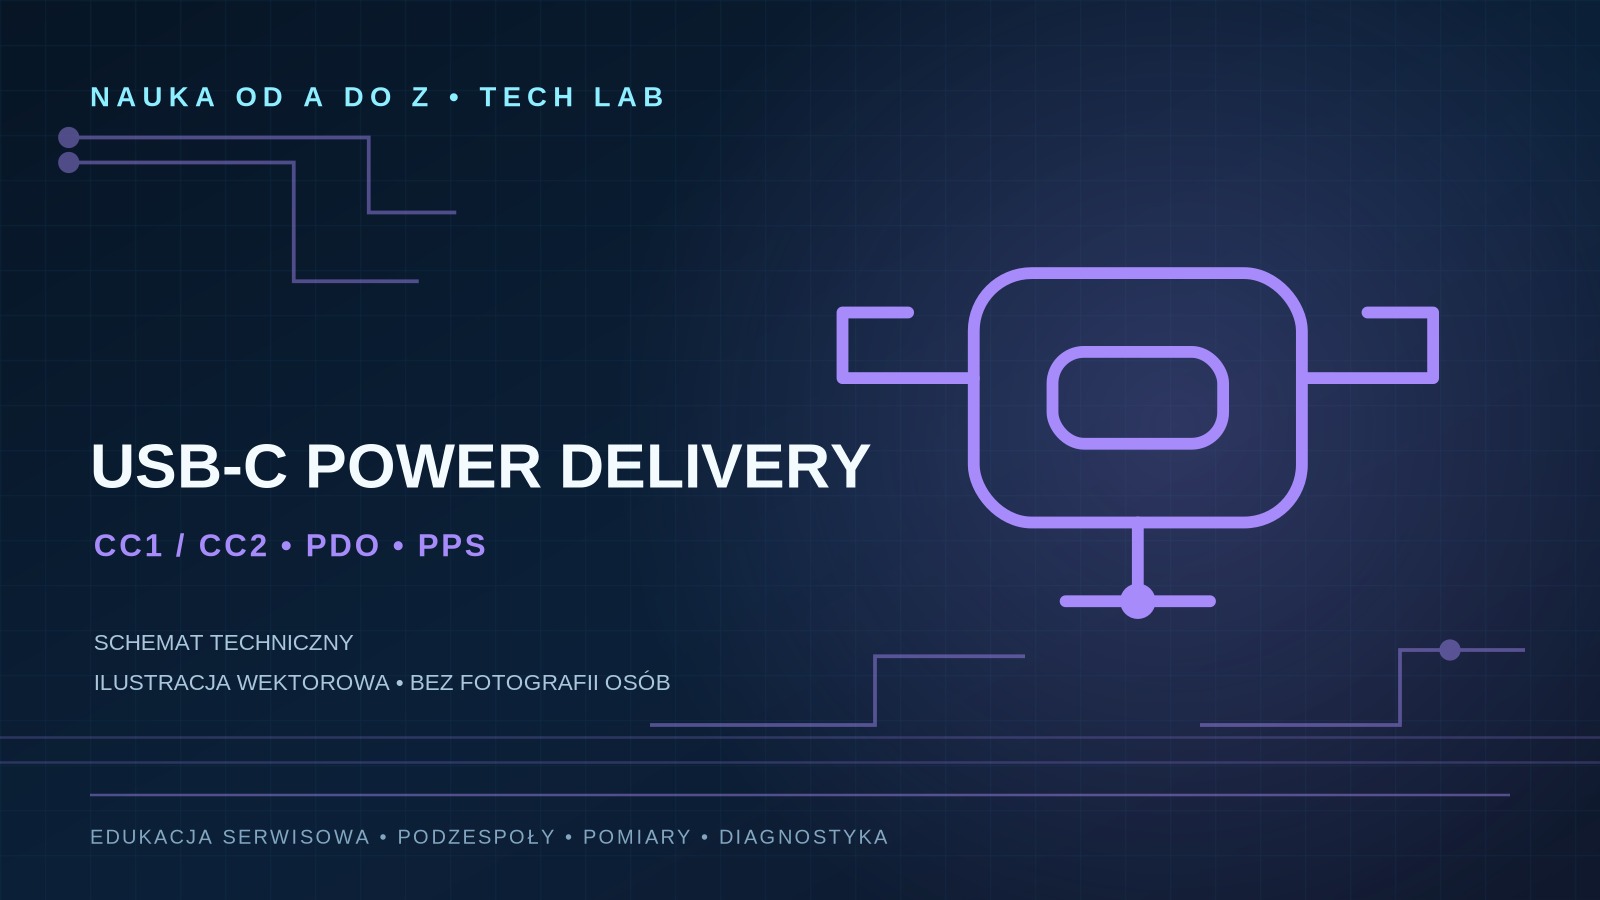 NAUKA OD A DO Z • TECH LAB
USB-C POWER DELIVERY
CC1 / CC2 • PDO • PPS
SCHEMAT TECHNICZNY
ILUSTRACJA WEKTOROWA • BEZ FOTOGRAFII OSÓB
EDUKACJA SERWISOWA • PODZESPOŁY • POMIARY • DIAGNOSTYKA